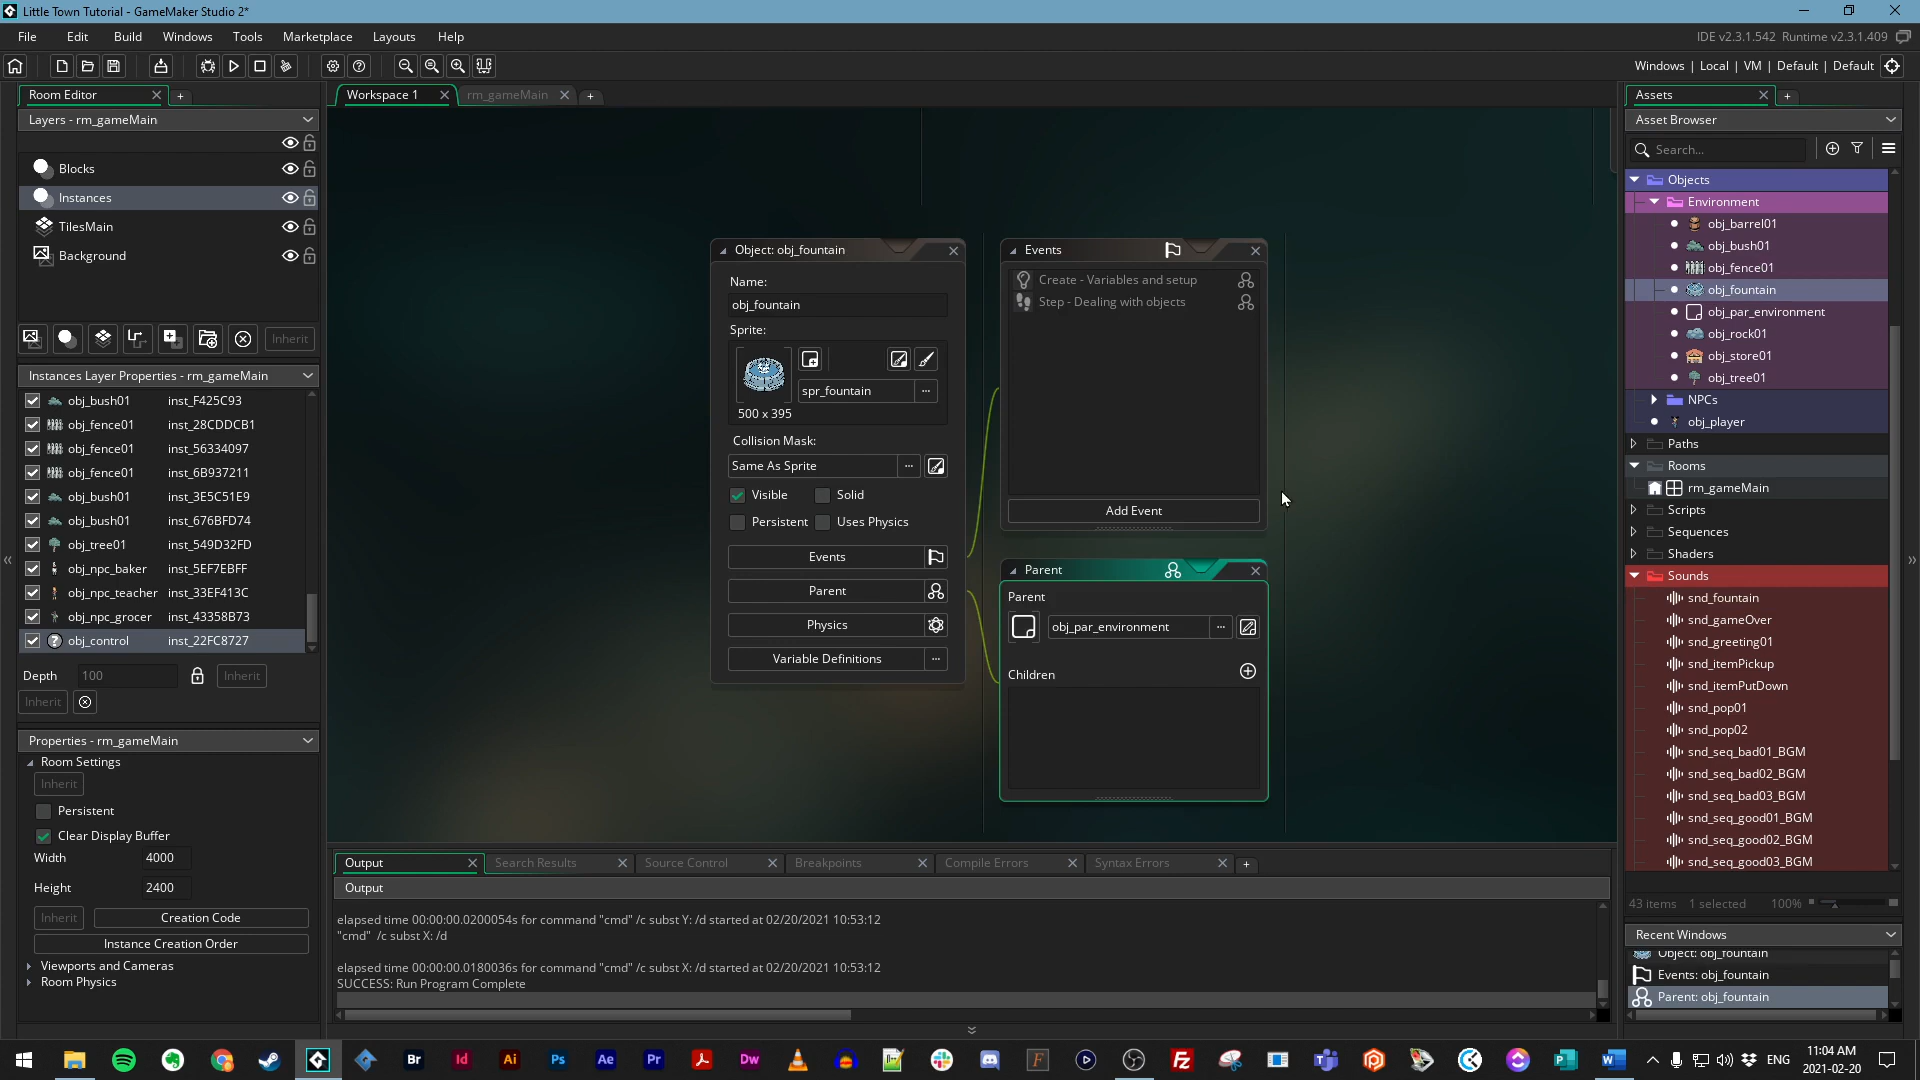 Little Town Tutorial - GameMaker Studio 2*
File Edit Build Windows Tools Marketplace Layouts Help
IDE v2.3.1.542 Runtime v2.3.1.409
Windows | Local | VM | Default | Default
Room Editor
Layers - rm_gameMain
Blocks
Instances
TilesMain
Background
Inherit
Instances Layer Properties - rm_gameMain
obj_bush01 inst_F425C93
obj_fence01 inst_28CDDCB1
obj_fence01 inst_56334097
obj_fence01 inst_6B937211
obj_bush01 inst_3E5C51E9
obj_bush01 inst_676BFD74
obj_tree01 inst_549D32FD
obj_npc_baker inst_5EF7EBFF
obj_npc_teacher inst_33EF413C
obj_npc_grocer inst_43358B73
obj_control inst_22FC8727
Depth 100 Inherit
Inherit
Properties - rm_gameMain
Room Settings
Inherit
Persistent
Clear Display Buffer
Width 4000
Height 2400
Inherit Creation Code
Instance Creation Order
Viewports and Cameras
Room Physics
Workspace 1 rm_gameMain
Object: obj_fountain
Name:
obj_fountain
Sprite:
spr_fountain
500 x 395
Collision Mask:
Same As Sprite
Visible Solid
Persistent Uses Physics
Events
Parent
Physics
Variable Definitions
Events
Create - Variables and setup
Step - Dealing with objects
Add Event
Parent
Parent
obj_par_environment
Children
Output Search Results Source Control Breakpoints Compile Errors Syntax Errors
Output
elapsed time 00:00:00.0200054s for command "cmd" /c subst Y: /d started at 02/20/2021 10:53:12
"cmd" /c subst X: /d
elapsed time 00:00:00.0180036s for command "cmd" /c subst X: /d started at 02/20/2021 10:53:12
SUCCESS: Run Program Complete
Assets
Asset Browser
Search...
Objects
Environment
obj_barrel01
obj_bush01
obj_fence01
obj_fountain
obj_par_environment
obj_rock01
obj_store01
obj_tree01
NPCs
obj_player
Paths
Rooms
rm_gameMain
Scripts
Sequences
Shaders
Sounds
snd_fountain
snd_gameOver
snd_greeting01
snd_itemPickup
snd_itemPutDown
snd_pop01
snd_pop02
snd_seq_bad01_BGM
snd_seq_bad02_BGM
snd_seq_bad03_BGM
snd_seq_good01_BGM
snd_seq_good02_BGM
snd_seq_good03_BGM
43 items 1 selected 100%
Recent Windows
Object: obj_fountain
Events: obj_fountain
Parent: obj_fountain
Br Id Ai Ps Ae Pr Dw
ENG
11:04 AM
2021-02-20